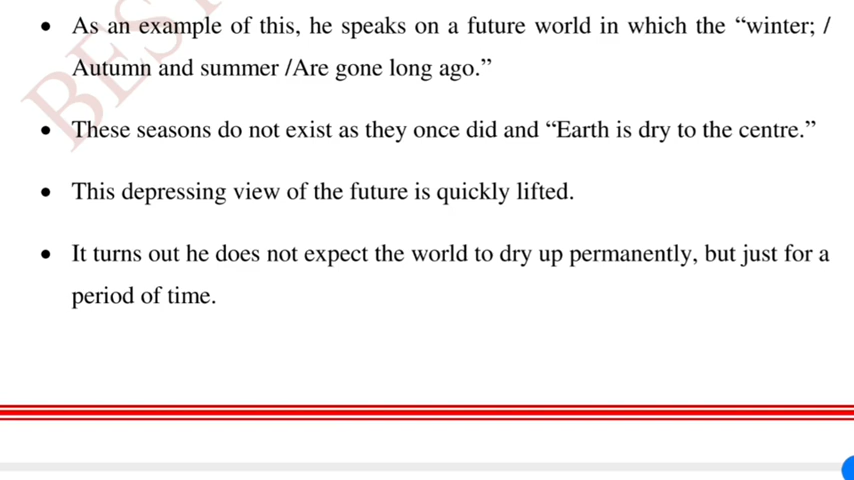 • As an example of this, he speaks on a future world in which the “winter; /
Autumn and summer /Are gone long ago.”
• These seasons do not exist as they once did and “Earth is dry to the centre.”
• This depressing view of the future is quickly lifted.
• It turns out he does not expect the world to dry up permanently, but just for a
period of time.
BEST